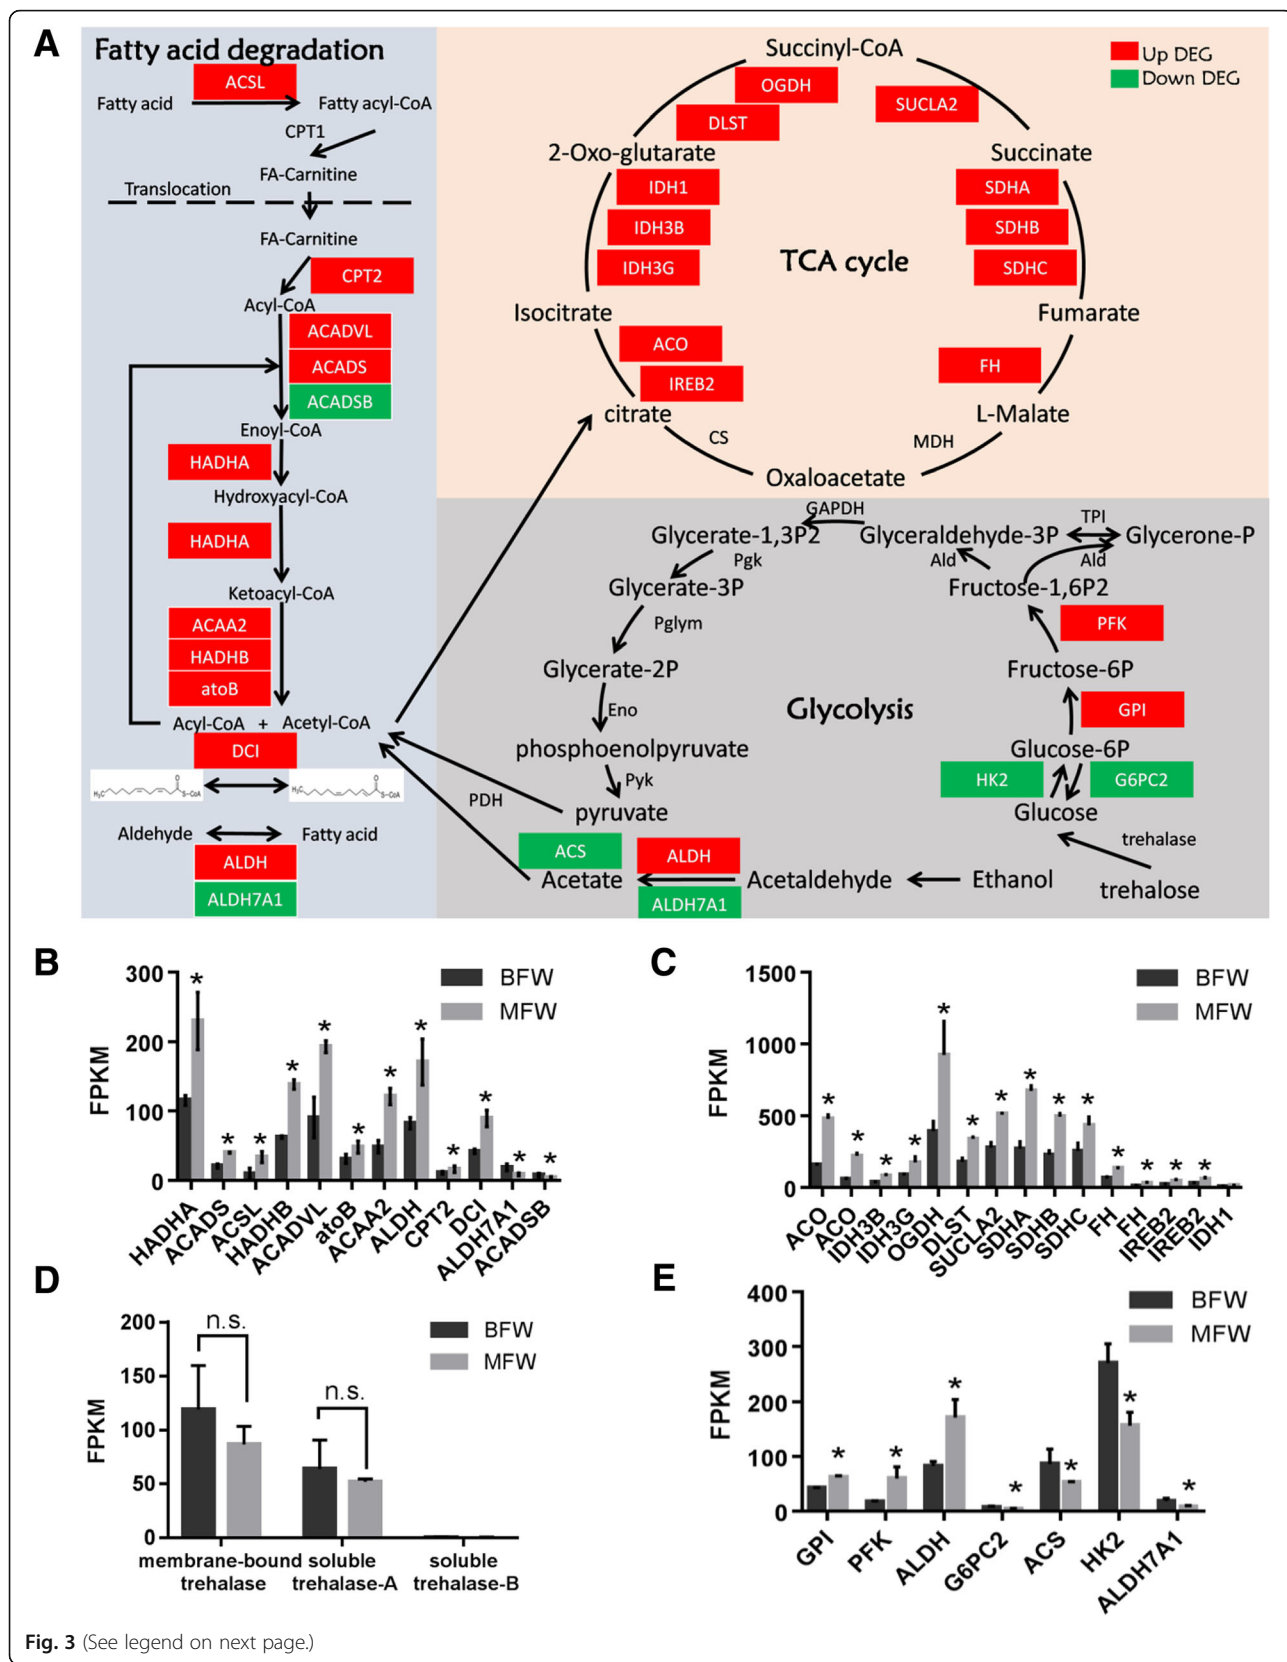 A
Fatty acid degradation
ACSL
Fatty acid
Fatty acyl-CoA
CPT1
FA-Carnitine
Translocation
FA-Carnitine
CPT2
Acyl-CoA
ACADVL
ACADS
ACADSB
Enoyl-CoA
HADHA
Hydroxyacyl-CoA
HADHA
Ketoacyl-CoA
ACAA2
HADHB
atoB
Acyl-CoA + Acetyl-CoA
DCI
H₃C
O
S-CoA
H₃C
O
S-CoA
Aldehyde
Fatty acid
ALDH
ALDH7A1
Up DEG
Down DEG
Succinyl-CoA
OGDH
SUCLA2
DLST
2-Oxo-glutarate
Succinate
IDH1
SDHA
IDH3B
SDHB
IDH3G
SDHC
TCA cycle
Isocitrate
Fumarate
ACO
FH
IREB2
citrate
L-Malate
CS
MDH
Oxaloacetate
GAPDH
Glycerate-1,3P2
Glyceraldehyde-3P
TPI
Glycerone-P
Pgk
Ald
Ald
Glycerate-3P
Fructose-1,6P2
Pglym
PFK
Glycerate-2P
Fructose-6P
Eno
Glycolysis
GPI
phosphoenolpyruvate
Glucose-6P
Pyk
HK2
G6PC2
PDH
pyruvate
Glucose
ACS
ALDH
trehalase
Acetate
Acetaldehyde
Ethanol
trehalose
ALDH7A1
B
300
200
100
0
FPKM
BFW
MFW
* * * * * * * * * * * *
HADHA
ACADS
ACSL
HADHB
ACADVL
atoB
ACAA2
ALDH
CPT2
DCI
ALDH7A1
ACADSB
C
1500
1000
500
0
FPKM
BFW
MFW
* * * * * * * * * * * * * *
ACO
ACO
IDH3B
IDH3G
OGDH
DLST
SUCLA2
SDHA
SDHB
SDHC
FH
FH
IREB2
IREB2
IDH1
D
200
150
100
50
0
FPKM
n.s.
n.s.
BFW
MFW
membrane-bound
trehalase
soluble
trehalase-A
soluble
trehalase-B
E
400
300
200
100
0
FPKM
BFW
MFW
* * * * * * *
GPI
PFK
ALDH
G6PC2
ACS
HK2
ALDH7A1
Fig. 3 (See legend on next page.)